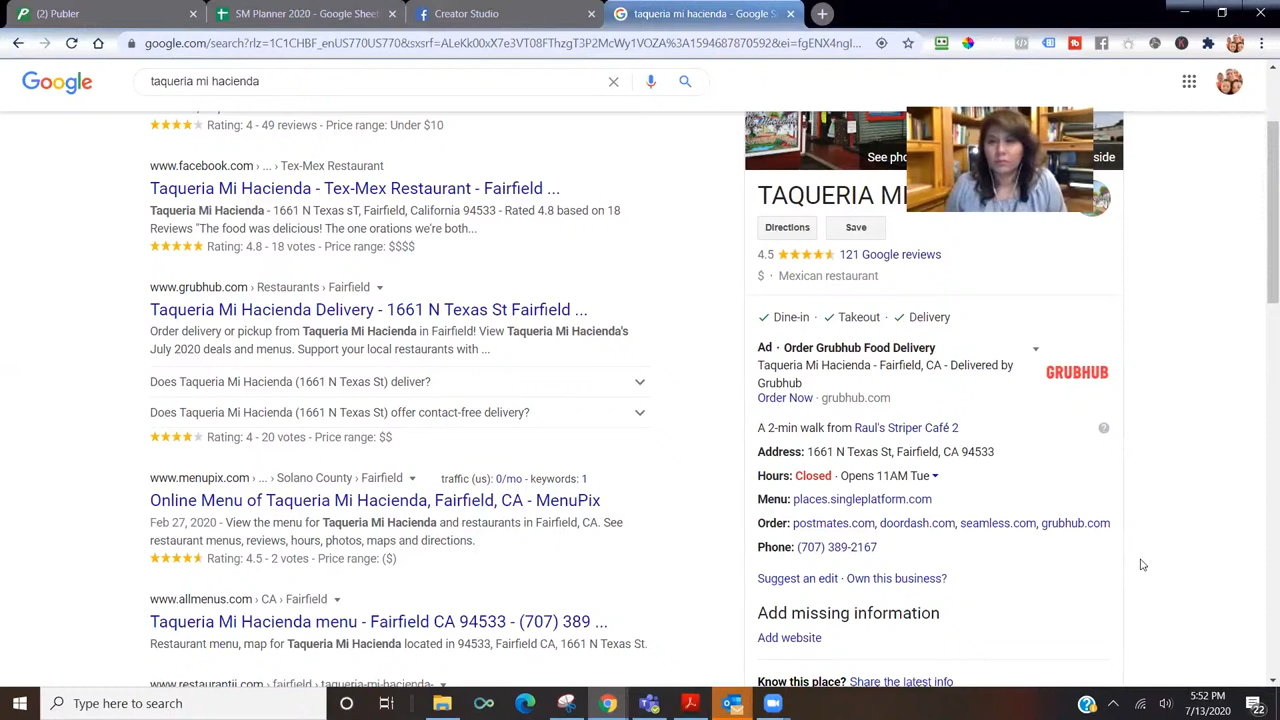 (2) Publer
SM Planner 2020 - Google Sheet
Creator Studio
taqueria mi hacienda - Google S
google.com/search?rlz=1C1CHBF_enUS770US770&sxsrf=ALeKk00xX7s3VT08FThzgT3P2McWy1VOZA%3A1594687870592&ei=fgENX4ngI...
Google
taqueria mi hacienda
Rating: 4 - 49 reviews - Price range: Under $10
www.facebook.com › ... › Tex-Mex Restaurant
Taqueria Mi Hacienda - Tex-Mex Restaurant - Fairfield ...
Taqueria Mi Hacienda - 1661 N Texas sT, Fairfield, California 94533 - Rated 4.8 based on 18
Reviews "The food was delicious! The one orations we're both...
Rating: 4.8 - 18 votes - Price range: $$$$
www.grubhub.com › Restaurants › Fairfield
Taqueria Mi Hacienda Delivery - 1661 N Texas St Fairfield ...
Order delivery or pickup from Taqueria Mi Hacienda in Fairfield! View Taqueria Mi Hacienda's
July 2020 deals and menus. Support your local restaurants with ...
Does Taqueria Mi Hacienda (1661 N Texas St) deliver?
Does Taqueria Mi Hacienda (1661 N Texas St) offer contact-free delivery?
Rating: 4 - 20 votes - Price range: $$
www.menupix.com › ... › Solano County › Fairfield
traffic (us): 0/mo - keywords: 1
Online Menu of Taqueria Mi Hacienda, Fairfield, CA - MenuPix
Feb 27, 2020 - View the menu for Taqueria Mi Hacienda and restaurants in Fairfield, CA. See
restaurant menus, reviews, hours, photos, maps and directions.
Rating: 4.5 - 2 votes - Price range: ($)
www.allmenus.com › CA › Fairfield
Taqueria Mi Hacienda menu - Fairfield CA 94533 - (707) 389 ...
Restaurant menu, map for Taqueria Mi Hacienda located in 94533, Fairfield CA, 1661 N Texas St.
www.restaurantji.com › fairfield › taqueria-mi-hacienda-
See pho
side
TAQUERIA MI
Directions
Save
4.5 121 Google reviews
$ · Mexican restaurant
Dine-in · Takeout · Delivery
Ad · Order Grubhub Food Delivery
Taqueria Mi Hacienda - Fairfield, CA - Delivered by
Grubhub
GRUBHUB
Order Now · grubhub.com
A 2-min walk from Raul's Striper Café 2
Address: 1661 N Texas St, Fairfield, CA 94533
Hours: Closed · Opens 11AM Tue
Menu: places.singleplatform.com
Order: postmates.com, doordash.com, seamless.com, grubhub.com
Phone: (707) 389-2167
Suggest an edit · Own this business?
Add missing information
Add website
Know this place? Share the latest info
Type here to search
5:52 PM
7/13/2020
22